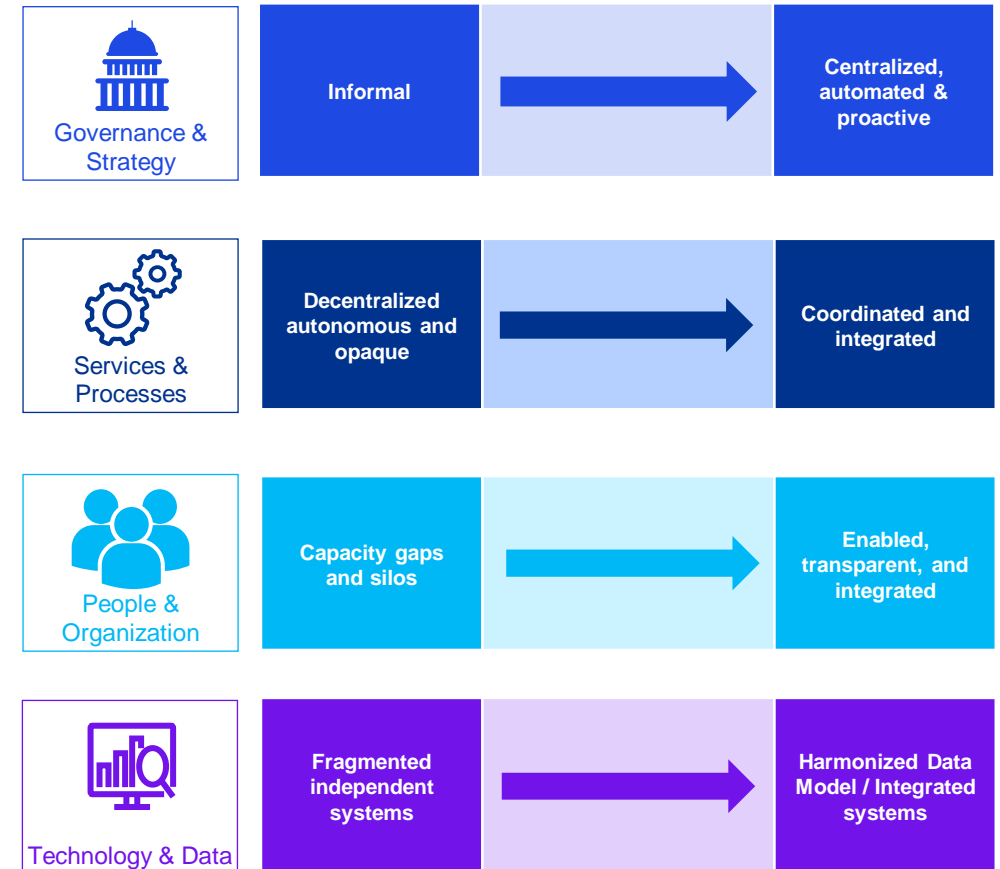 Governance &
Strategy
Informal
Centralized,
automated &
proactive
Services &
Processes
Decentralized
autonomous and
opaque
Coordinated and
integrated
People &
Organization
Capacity gaps
and silos
Enabled,
transparent, and
integrated
Technology & Data
Fragmented
independent
systems
Harmonized Data
Model / Integrated
systems